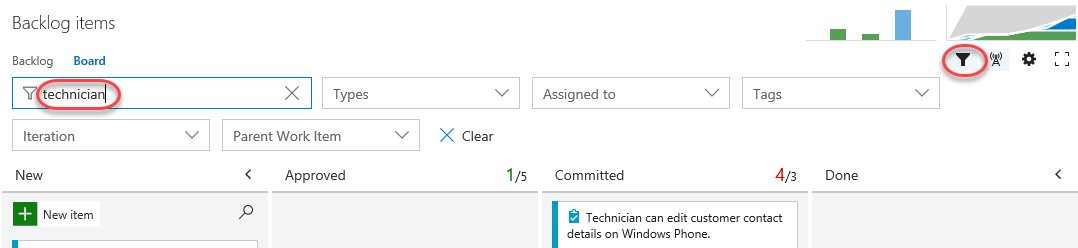 Backlog items
Backlog Board
technician Types Assigned to Tags
Iteration Parent Work Item Clear
New Approved 1/5 Committed 4/3 Done
New item
Technician can edit customer contact
details on Windows Phone.